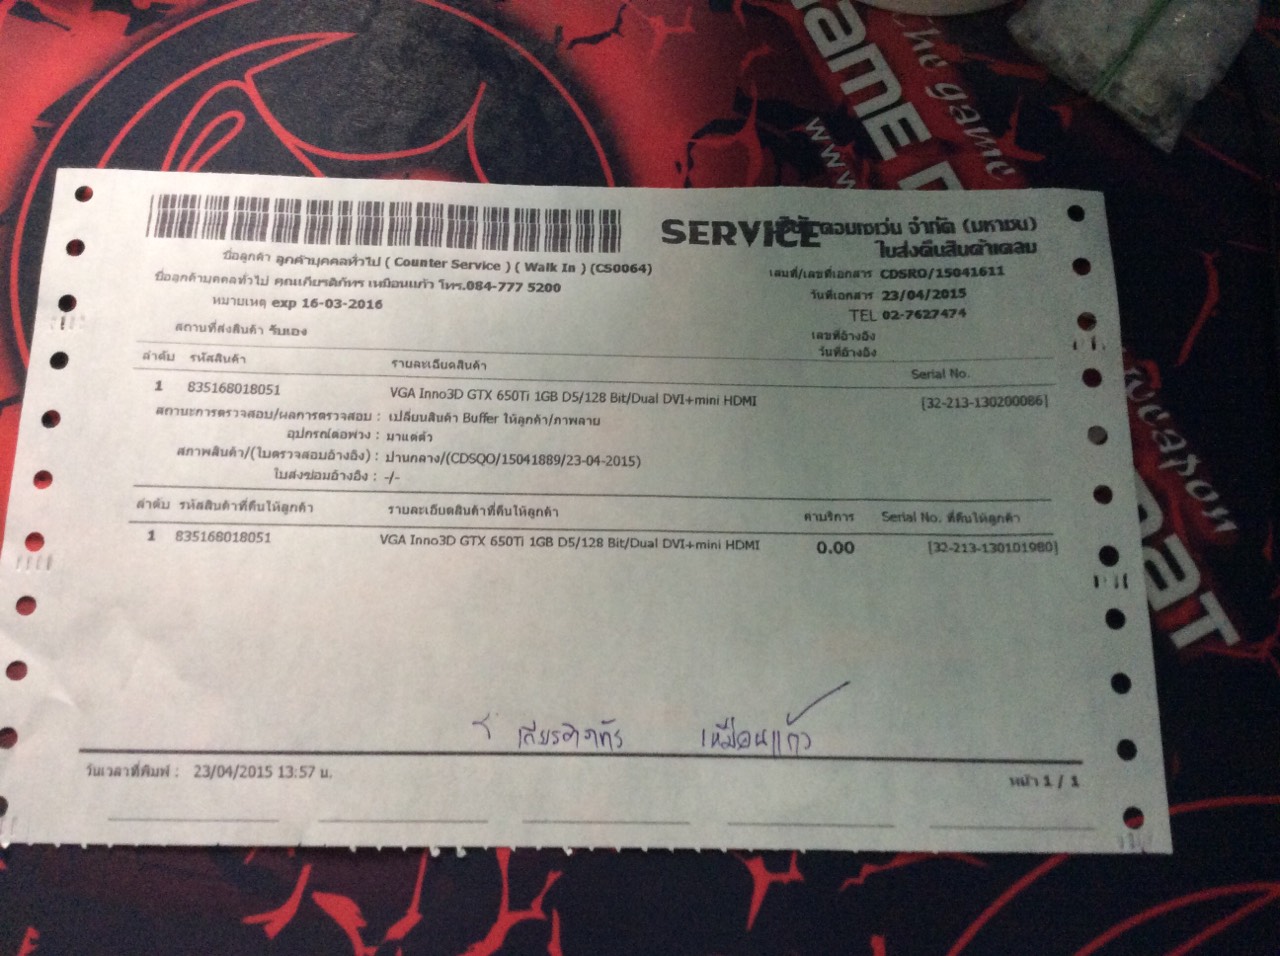 SERVICE คอมเซเว่น จำกัด (มหาชน)
ใบส่งคืนสินค้าเคลม
ชื่อลูกค้า ลูกค้าบุคคลทั่วไป ( Counter Service ) ( Walk In ) (CS0064)
เลขที่/เลขที่เอกสาร CDSRO/15041611
ชื่อลูกค้าบุคคลทั่วไป คุณเกียรติภัทร เหมือนแก้ว โทร.084-777 5200
วันที่เอกสาร 23/04/2015
หมายเหตุ exp 16-03-2016
TEL 02-7627474
สถานที่ส่งสินค้า รับเอง
เลขที่อ้างอิง
วันที่อ้างอิง
ลำดับ รหัสสินค้า รายละเอียดสินค้า Serial No.
1 835168018051 VGA Inno3D GTX 650Ti 1GB D5/128 Bit/Dual DVI+mini HDMI [32-213-130200086]
สถานะการตรวจสอบ/ผลการตรวจสอบ : เปลี่ยนสินค้า Buffer ให้ลูกค้า/ภาพลาย
อุปกรณ์ต่อพ่วง : มาแต่ตัว
สภาพสินค้า/(ใบตรวจสอบอ้างอิง) : ปานกลาง/(CDSQO/15041889/23-04-2015)
ใบส่งซ่อมอ้างอิง : -/-
ลำดับ รหัสสินค้าที่คืนให้ลูกค้า รายละเอียดสินค้าที่คืนให้ลูกค้า ค่าบริการ Serial No. ที่คืนให้ลูกค้า
1 835168018051 VGA Inno3D GTX 650Ti 1GB D5/128 Bit/Dual DVI+mini HDMI 0.00 [32-213-130101980]
เกียรติภัทร เหมือนแก้ว
วันเวลาที่พิมพ์ : 23/04/2015 13:57 น.
หน้า 1 / 1
The game
www.
weapon